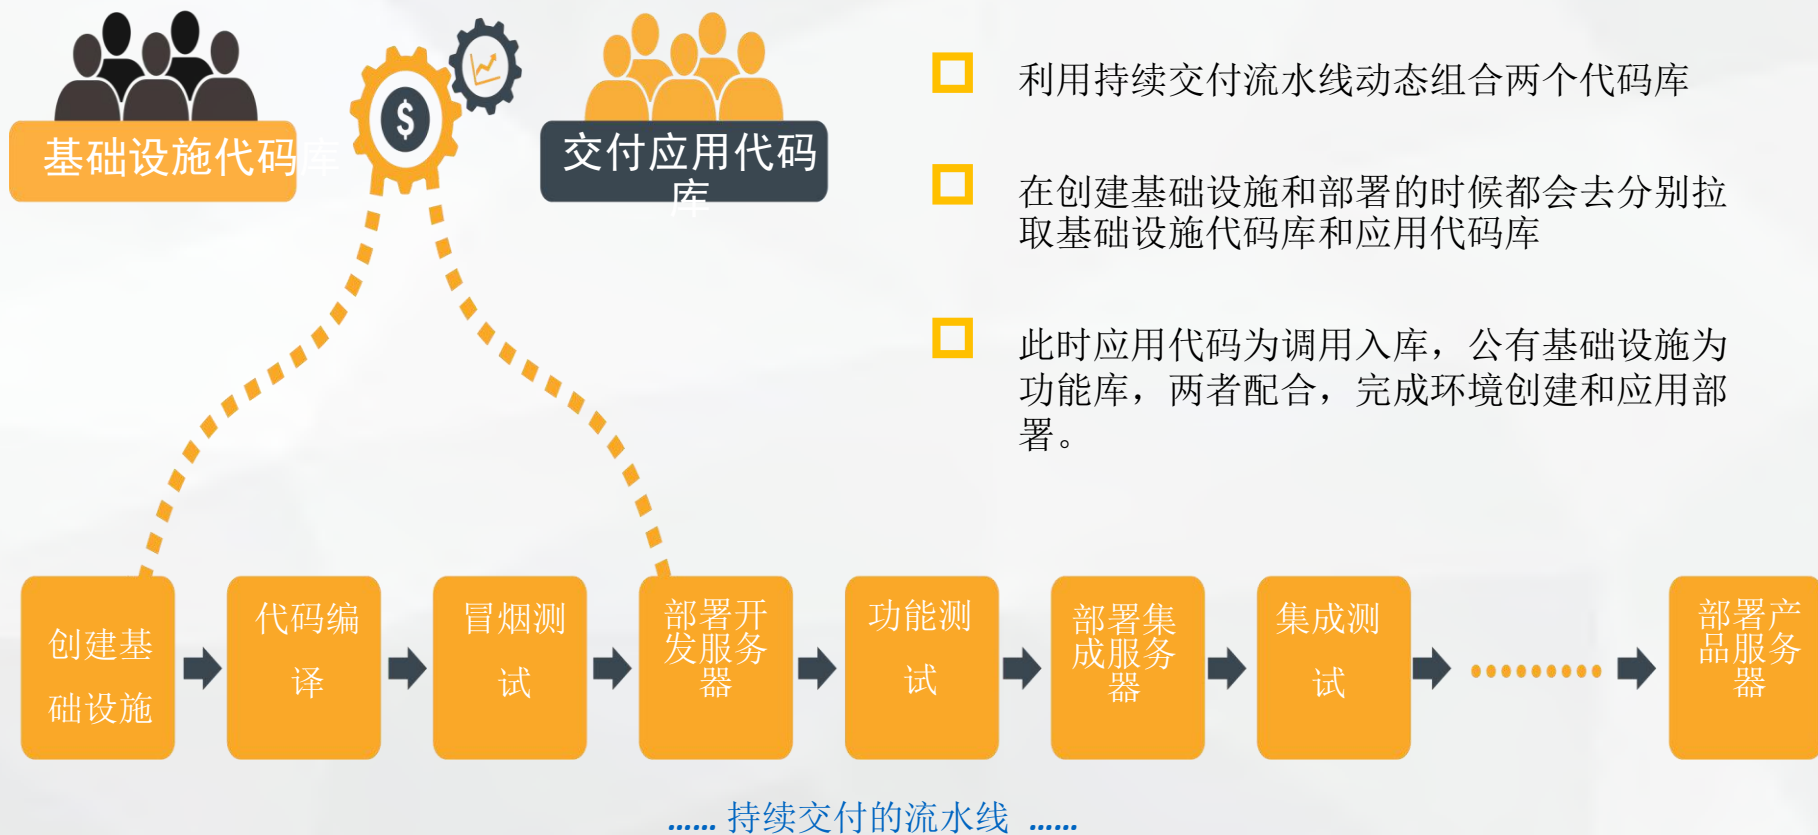 基础设施代码库
交付应用代码
库
利用持续交付流水线动态组合两个代码库
在创建基础设施和部署的时候都会去分别拉
取基础设施代码库和应用代码库
此时应用代码为调用入库，公有基础设施为
功能库，两者配合，完成环境创建和应用部
署。
创建基
础设施
代码编
译
冒烟测
试
部署开
发服务
器
功能测
试
部署集
成服务
器
集成测
试
部署产
品服务
器
...... 持续交付的流水线 ......